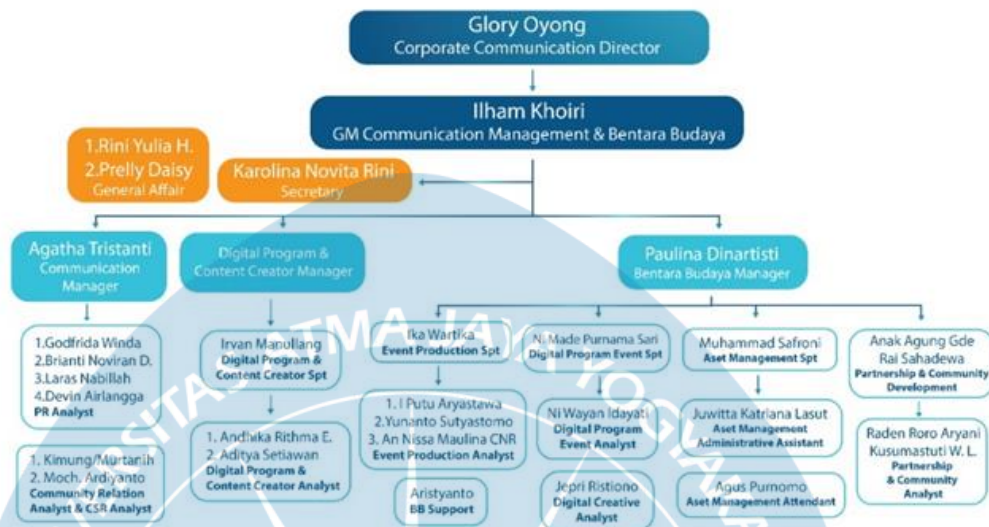 Glory Oyong
Corporate Communication Director
Ilham Khoiri
GM Communication Management & Bentara Budaya
1.Rini Yulia H.
2.Prelly Daisy
General Affair
Karolina Novita Rini
Secretary
Agatha Tristanti
Communication
Manager
Digital Program &
Content Creator Manager
Paulina Dinartisti
Bentara Budaya Manager
1.Godfrida Winda
2.Brianti Noviran D.
3.Laras Nabillah
4.Devin Airlangga
PR Analyst
1. Kimung/Murtanih
2. Moch. Ardiyanto
Community Relation
Analyst & CSR Analyst
Irvan Manullang
Digital Program &
Content Creator Spt
1. Andhika Rithma E.
2. Aditya Setiawan
Digital Program &
Content Creator Analyst
Ika Wartika
Event Production Spt
1. I Putu Aryastawa
2.Yunanto Sutyastomo
3. An Nissa Maulina CNR
Event Production Analyst
Aristyanto
BB Support
Ni Made Purnama Sari
Digital Program Event Spt
Ni Wayan Idayati
Digital Program
Event Analyst
Jepri Ristiono
Digital Creative
Analyst
Muhammad Safroni
Aset Management Spt
Juwitta Katriana Lasut
Aset Management
Administrative Assistant
Agus Purnomo
Aset Management Attendant
Anak Agung Gde
Rai Sahadewa
Partnership & Community
Development
Raden Roro Aryani
Kusumastuti W. L.
Partnership
& Community
Analyst
ATMA JAYA YOGYA